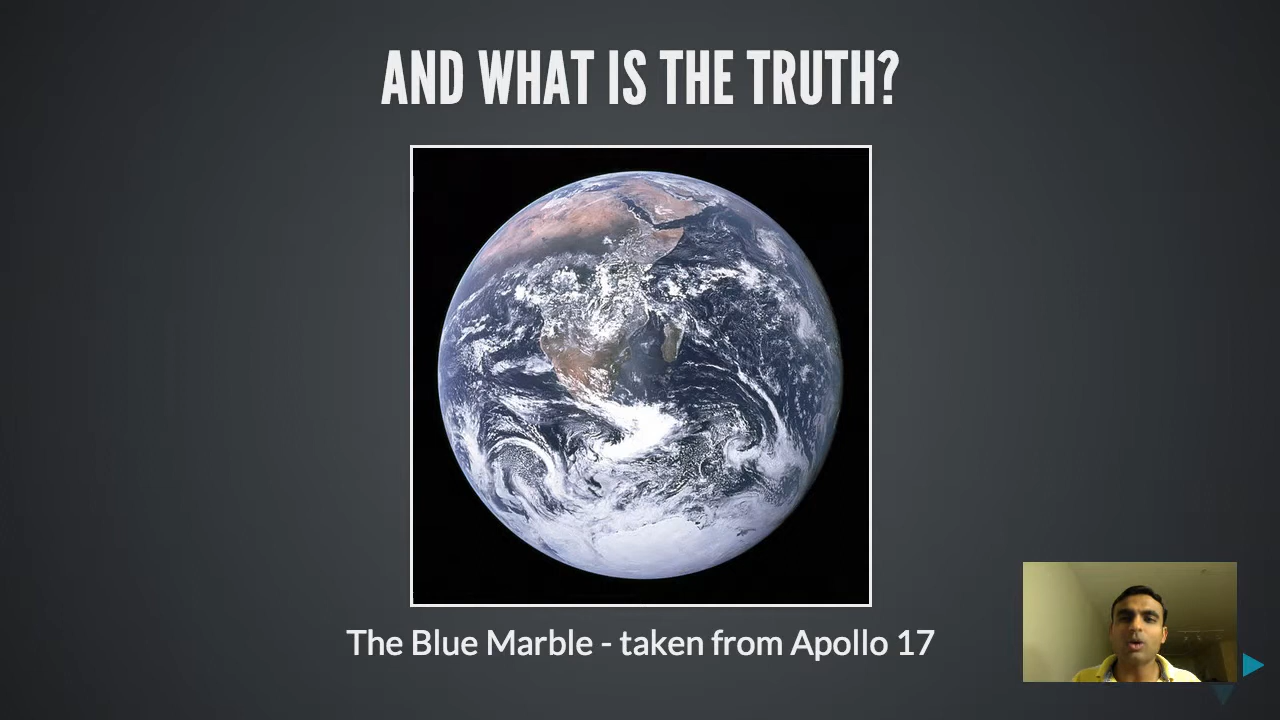 AND WHAT IS THE TRUTH?
The Blue Marble - taken from Apollo 17